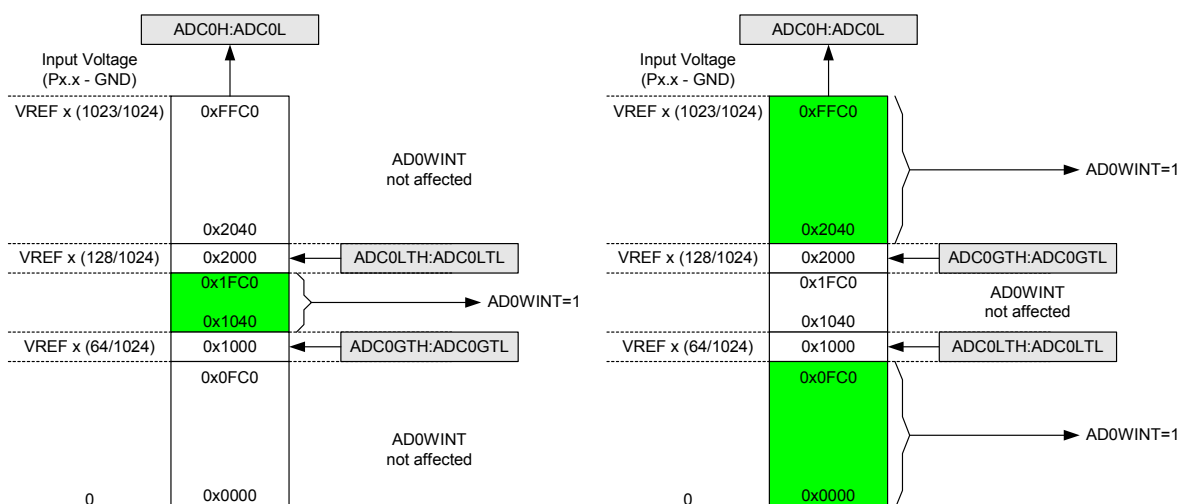 ADC0H:ADC0L
Input Voltage
(Px.x - GND)
VREF x (1023/1024)
0xFFC0
AD0WINT
not affected
0x2040
VREF x (128/1024)
0x2000
ADC0LTH:ADC0LTL
0x1FC0
AD0WINT=1
0x1040
VREF x (64/1024)
0x1000
ADC0GTH:ADC0GTL
0x0FC0
AD0WINT
not affected
0
0x0000
ADC0H:ADC0L
Input Voltage
(Px.x - GND)
VREF x (1023/1024)
0xFFC0
AD0WINT=1
0x2040
VREF x (128/1024)
0x2000
ADC0GTH:ADC0GTL
0x1FC0
AD0WINT
not affected
0x1040
VREF x (64/1024)
0x1000
ADC0LTH:ADC0LTL
0x0FC0
AD0WINT=1
0
0x0000